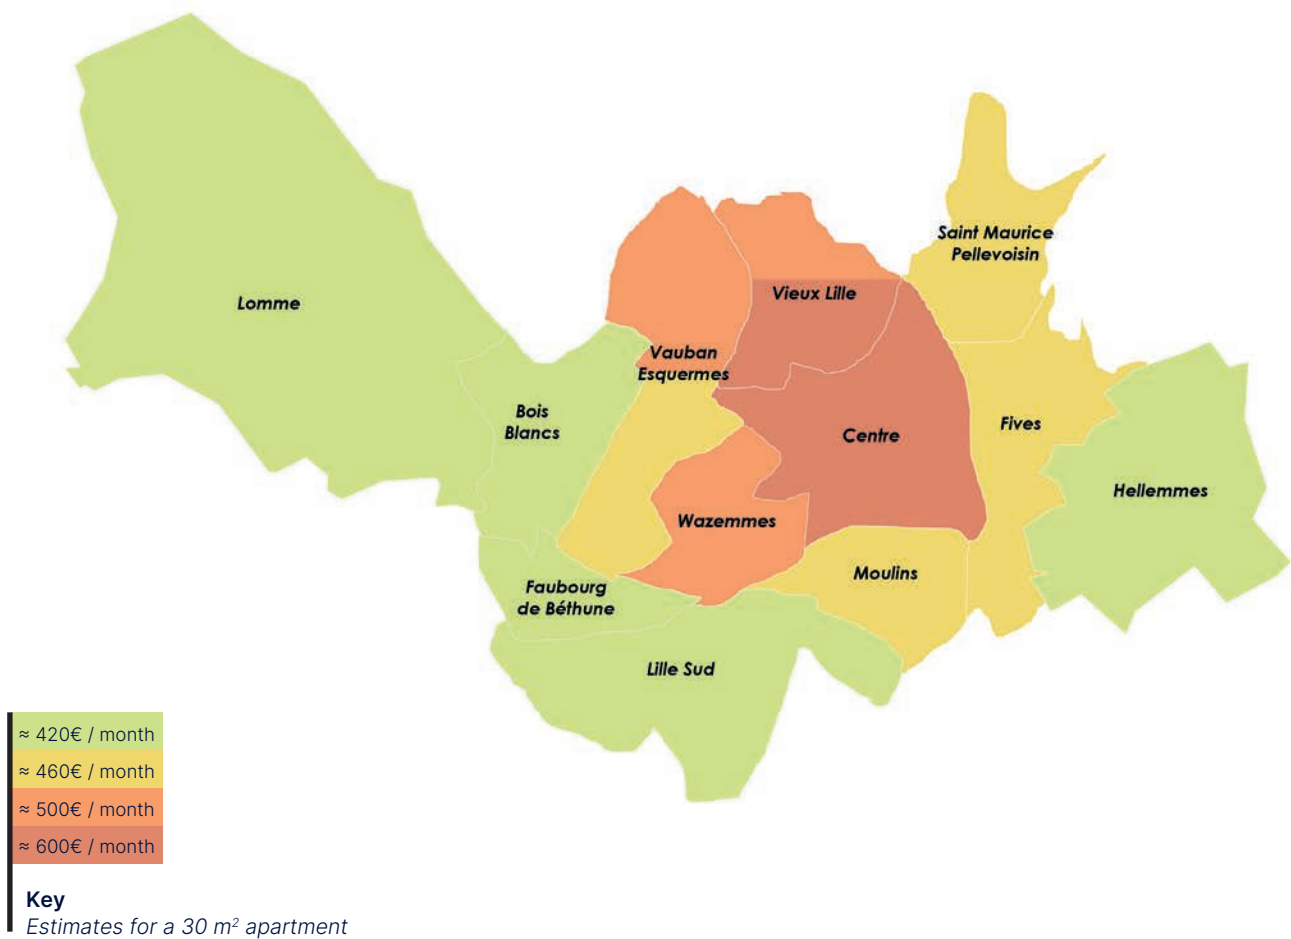 Saint Maurice
Pellevoisin
Vieux Lille
Lomme
Vauban
Esquermes
Bois
Blancs
Centre
Fives
Hellemmes
Wazemmes
Moulins
Faubourg
de Béthune
Lille Sud
≈ 420€ / month
≈ 460€ / month
≈ 500€ / month
≈ 600€ / month
Key
Estimates for a 30 m² apartment